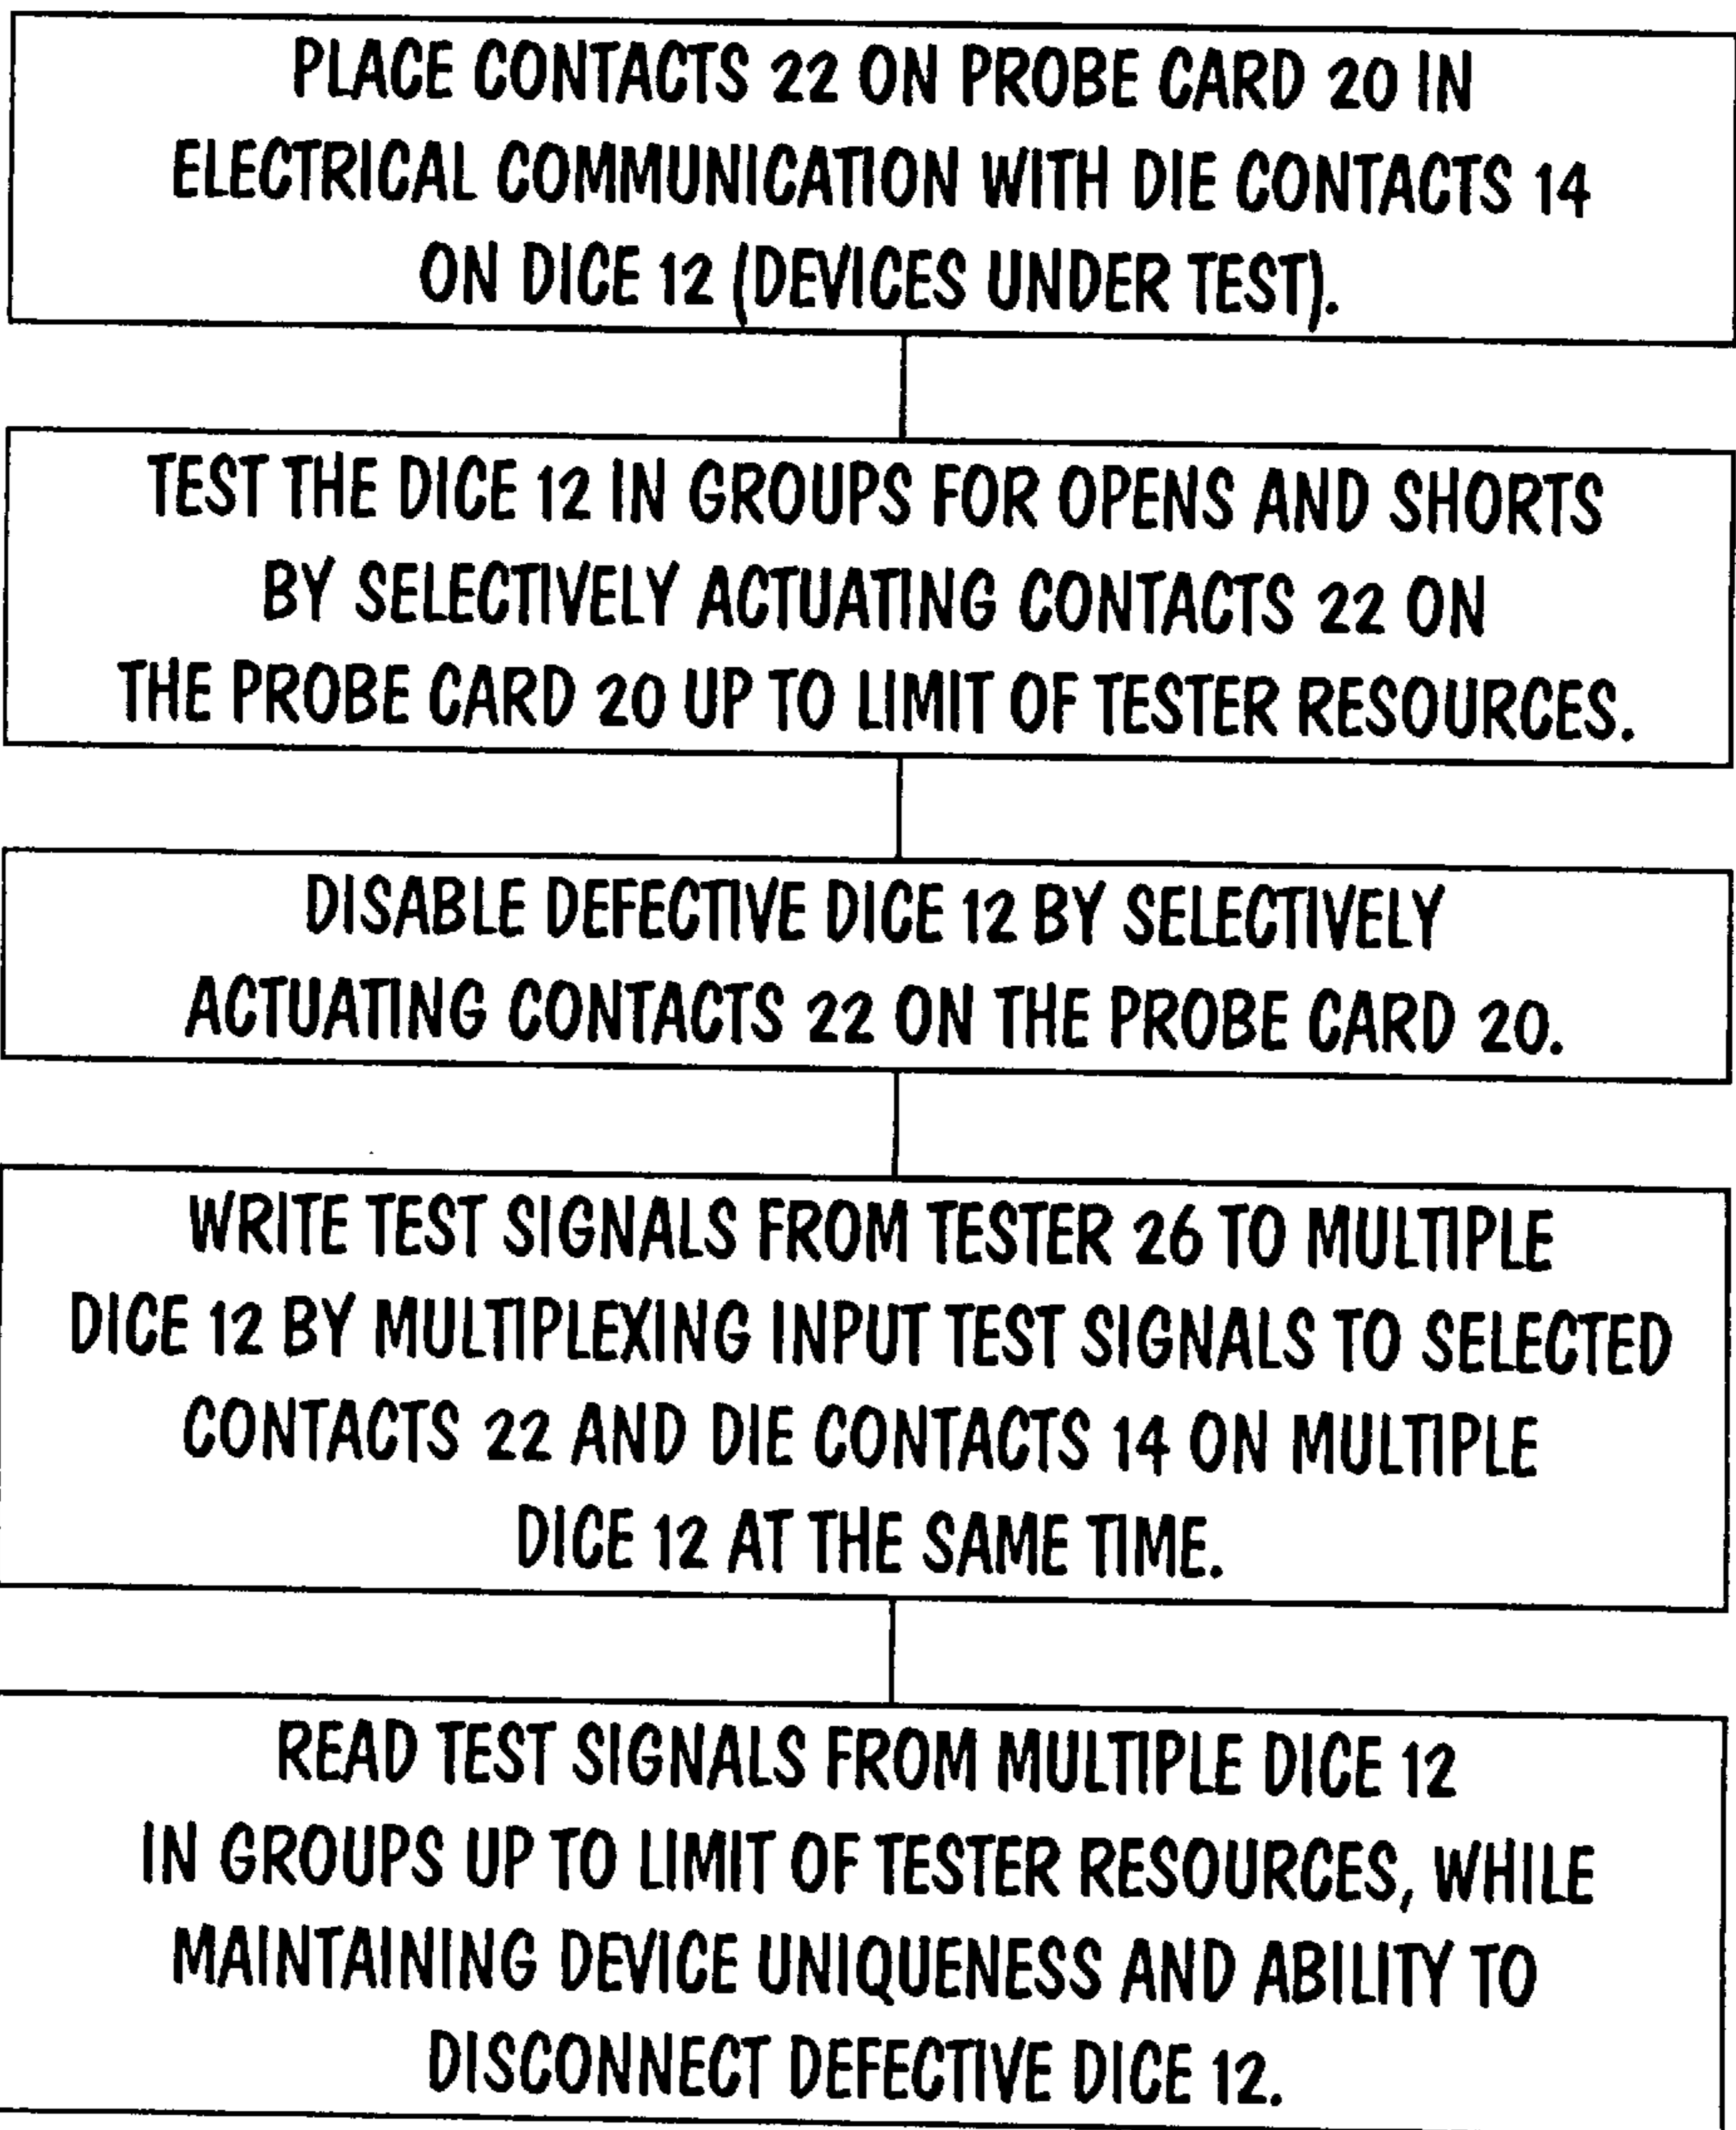 PLACE CONTACTS 22 ON PROBE CARD 20 IN
ELECTRICAL COMMUNICATION WITH DIE CONTACTS 14
ON DICE 12 (DEVICES UNDER TEST).
TEST THE DICE 12 IN GROUPS FOR OPENS AND SHORTS
BY SELECTIVELY ACTUATING CONTACTS 22 ON
THE PROBE CARD 20 UP TO LIMIT OF TESTER RESOURCES.
DISABLE DEFECTIVE DICE 12 BY SELECTIVELY
ACTUATING CONTACTS 22 ON THE PROBE CARD 20.
WRITE TEST SIGNALS FROM TESTER 26 TO MULTIPLE
DICE 12 BY MULTIPLEXING INPUT TEST SIGNALS TO SELECTED
CONTACTS 22 AND DIE CONTACTS 14 ON MULTIPLE
DICE 12 AT THE SAME TIME.
READ TEST SIGNALS FROM MULTIPLE DICE 12
IN GROUPS UP TO LIMIT OF TESTER RESOURCES, WHILE
MAINTAINING DEVICE UNIQUENESS AND ABILITY TO
DISCONNECT DEFECTIVE DICE 12.